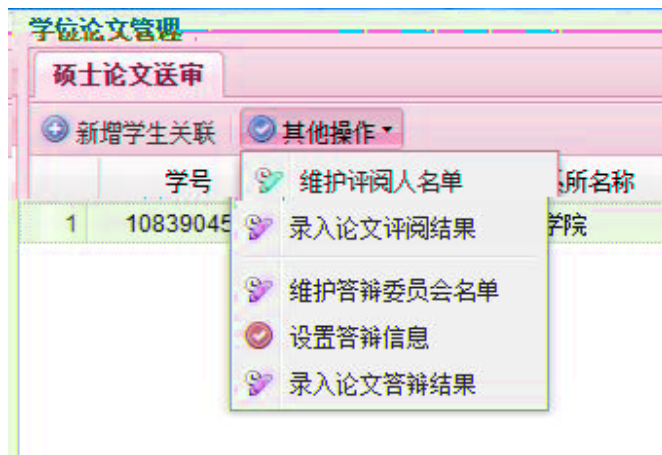 学位论文管理
硕士论文送审
新增学生关联 其他操作
学号 所名称
1 10839045 学院
维护评阅人名单
录入论文评阅结果
维护答辩委员会名单
设置答辩信息
录入论文答辩结果